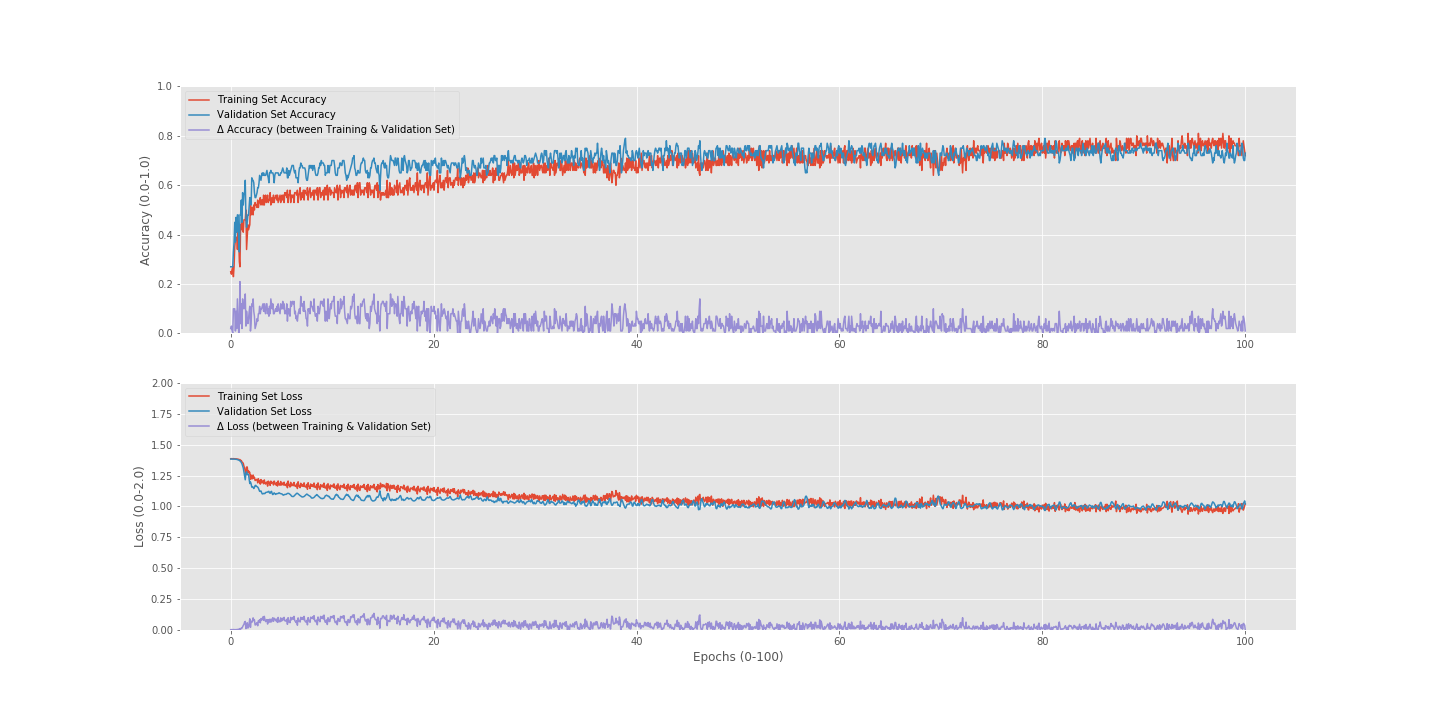 1.0
0.8
0.6
0.4
0.2
0.0
Accuracy (0.0-1.0)
Training Set Accuracy
Validation Set Accuracy
Δ Accuracy (between Training & Validation Set)
0 20 40 60 80 100
2.00
1.75
1.50
1.25
1.00
0.75
0.50
0.25
0.00
Loss (0.0-2.0)
Training Set Loss
Validation Set Loss
Δ Loss (between Training & Validation Set)
0 20 40 60 80 100
Epochs (0-100)